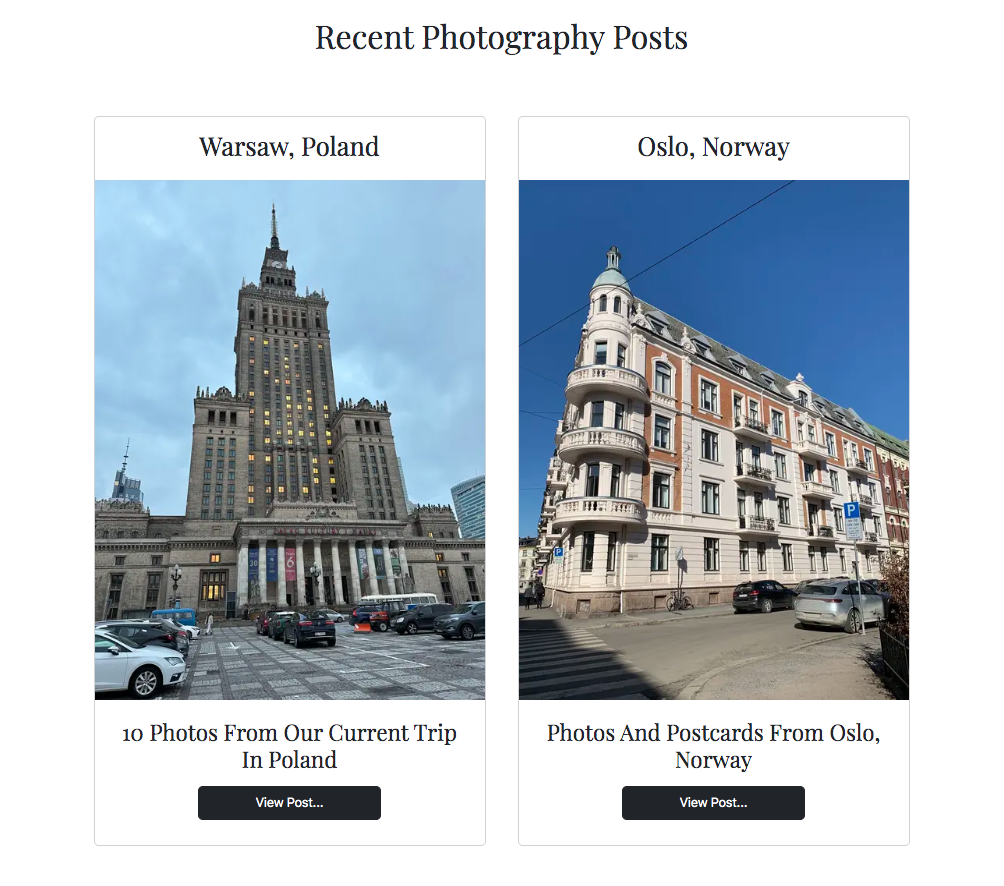 Recent Photography Posts
Warsaw, Poland
Oslo, Norway
P
P
10 Photos From Our Current Trip
In Poland
View Post...
Photos And Postcards From Oslo,
Norway
View Post...